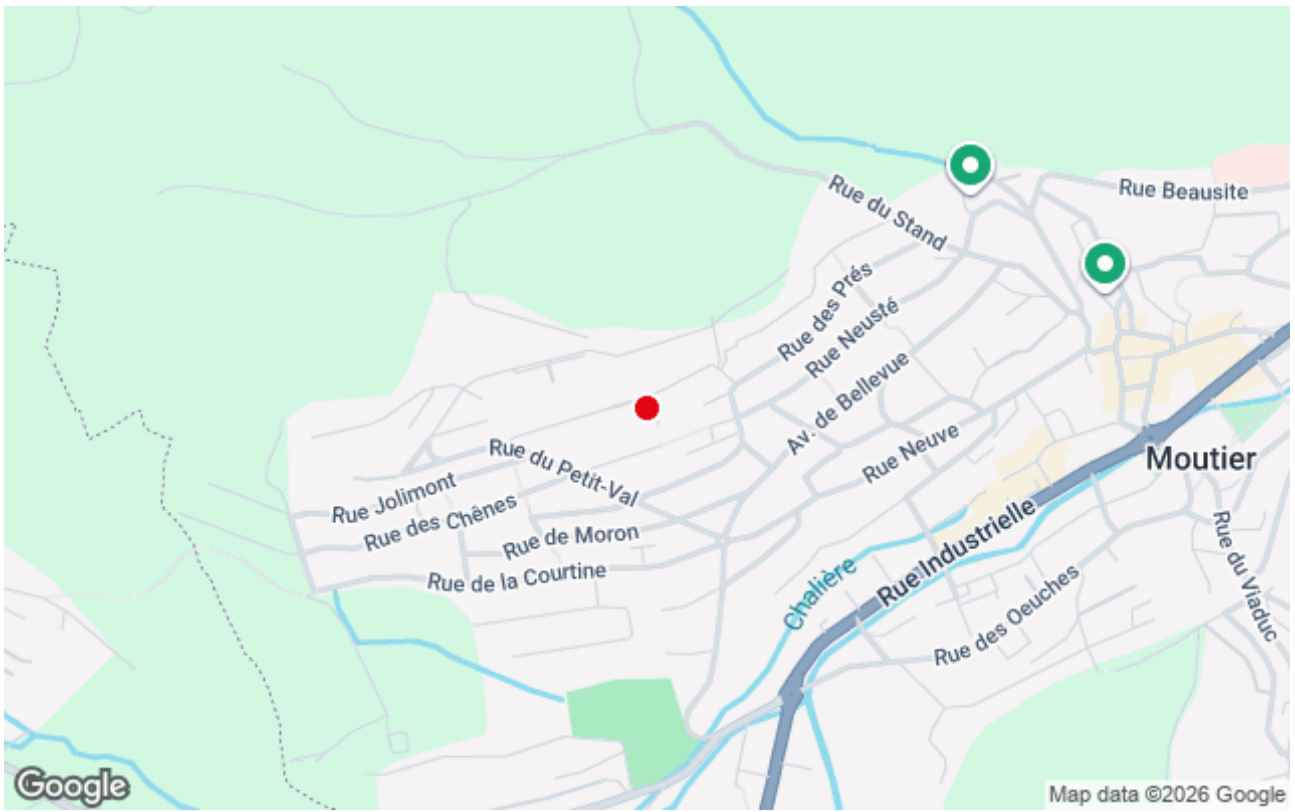 Rue Beausite
Rue du Stand
Rue des Prés
Rue Neusté
Av. de Bellevue
Rue Neuve
Moutier
Rue du Petit-Val
Rue Jolimont
Rue des Chênes
Rue de Moron
Rue de la Courtine
Chalière
Rue Industrielle
Rue des Oeuches
Rue du Viaduc
Google
Map data ©2026 Google